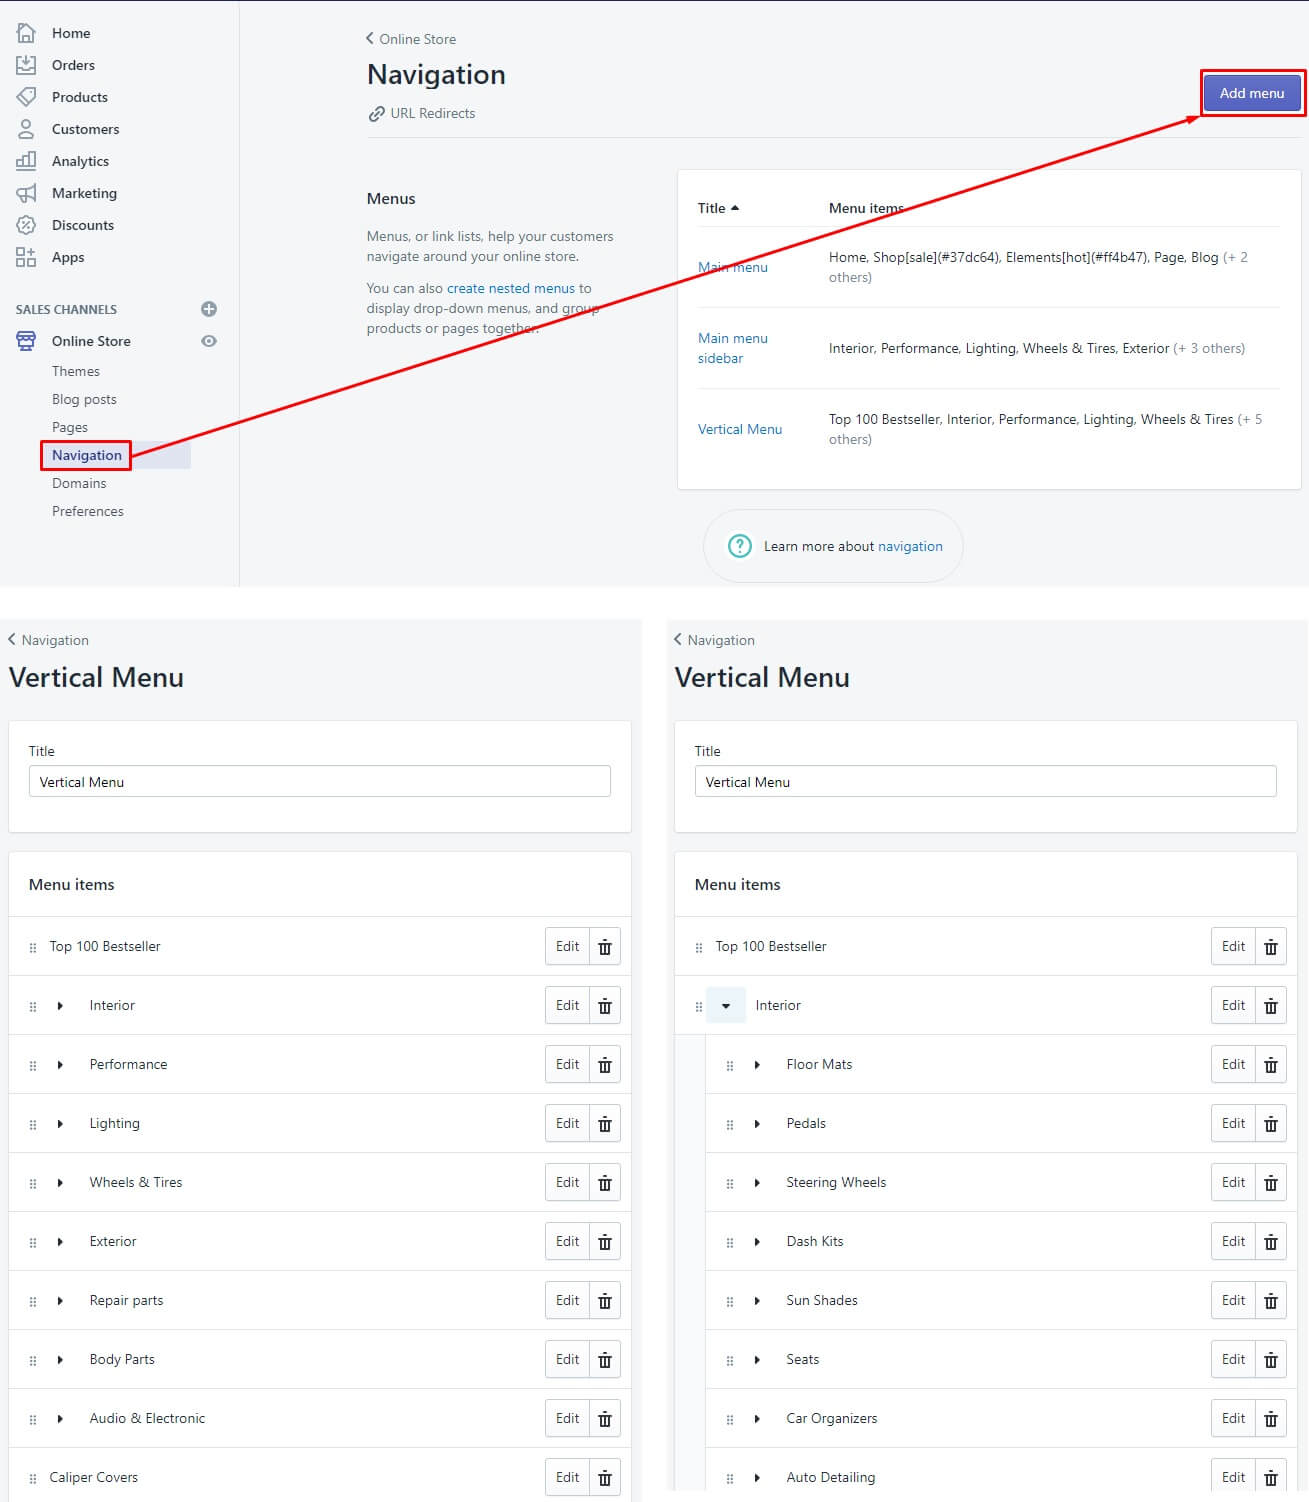 Home
Orders
Products
Customers
Analytics
Marketing
Discounts
Apps
SALES CHANNELS
Online Store
Themes
Blog posts
Pages
Navigation
Domains
Preferences
Online Store
Navigation
URL Redirects
Add menu
Menus
Menus, or link lists, help your customers
navigate around your online store.
You can also create nested menus to
display drop-down menus, and group
products or pages together.
Title Menu items
Main menu
Home, Shop[sale](#37dc64), Elements[hot](#ff4b47), Page, Blog (+ 2
others)
Main menu
sidebar
Interior, Performance, Lighting, Wheels & Tires, Exterior (+ 3 others)
Vertical Menu
Top 100 Bestseller, Interior, Performance, Lighting, Wheels & Tires (+ 5
others)
Learn more about navigation
Navigation
Vertical Menu
Title
Vertical Menu
Menu items
Top 100 Bestseller Edit
Interior Edit
Performance Edit
Lighting Edit
Wheels & Tires Edit
Exterior Edit
Repair parts Edit
Body Parts Edit
Audio & Electronic Edit
Caliper Covers Edit
Navigation
Vertical Menu
Title
Vertical Menu
Menu items
Top 100 Bestseller Edit
Interior Edit
Floor Mats Edit
Pedals Edit
Steering Wheels Edit
Dash Kits Edit
Sun Shades Edit
Seats Edit
Car Organizers Edit
Auto Detailing Edit